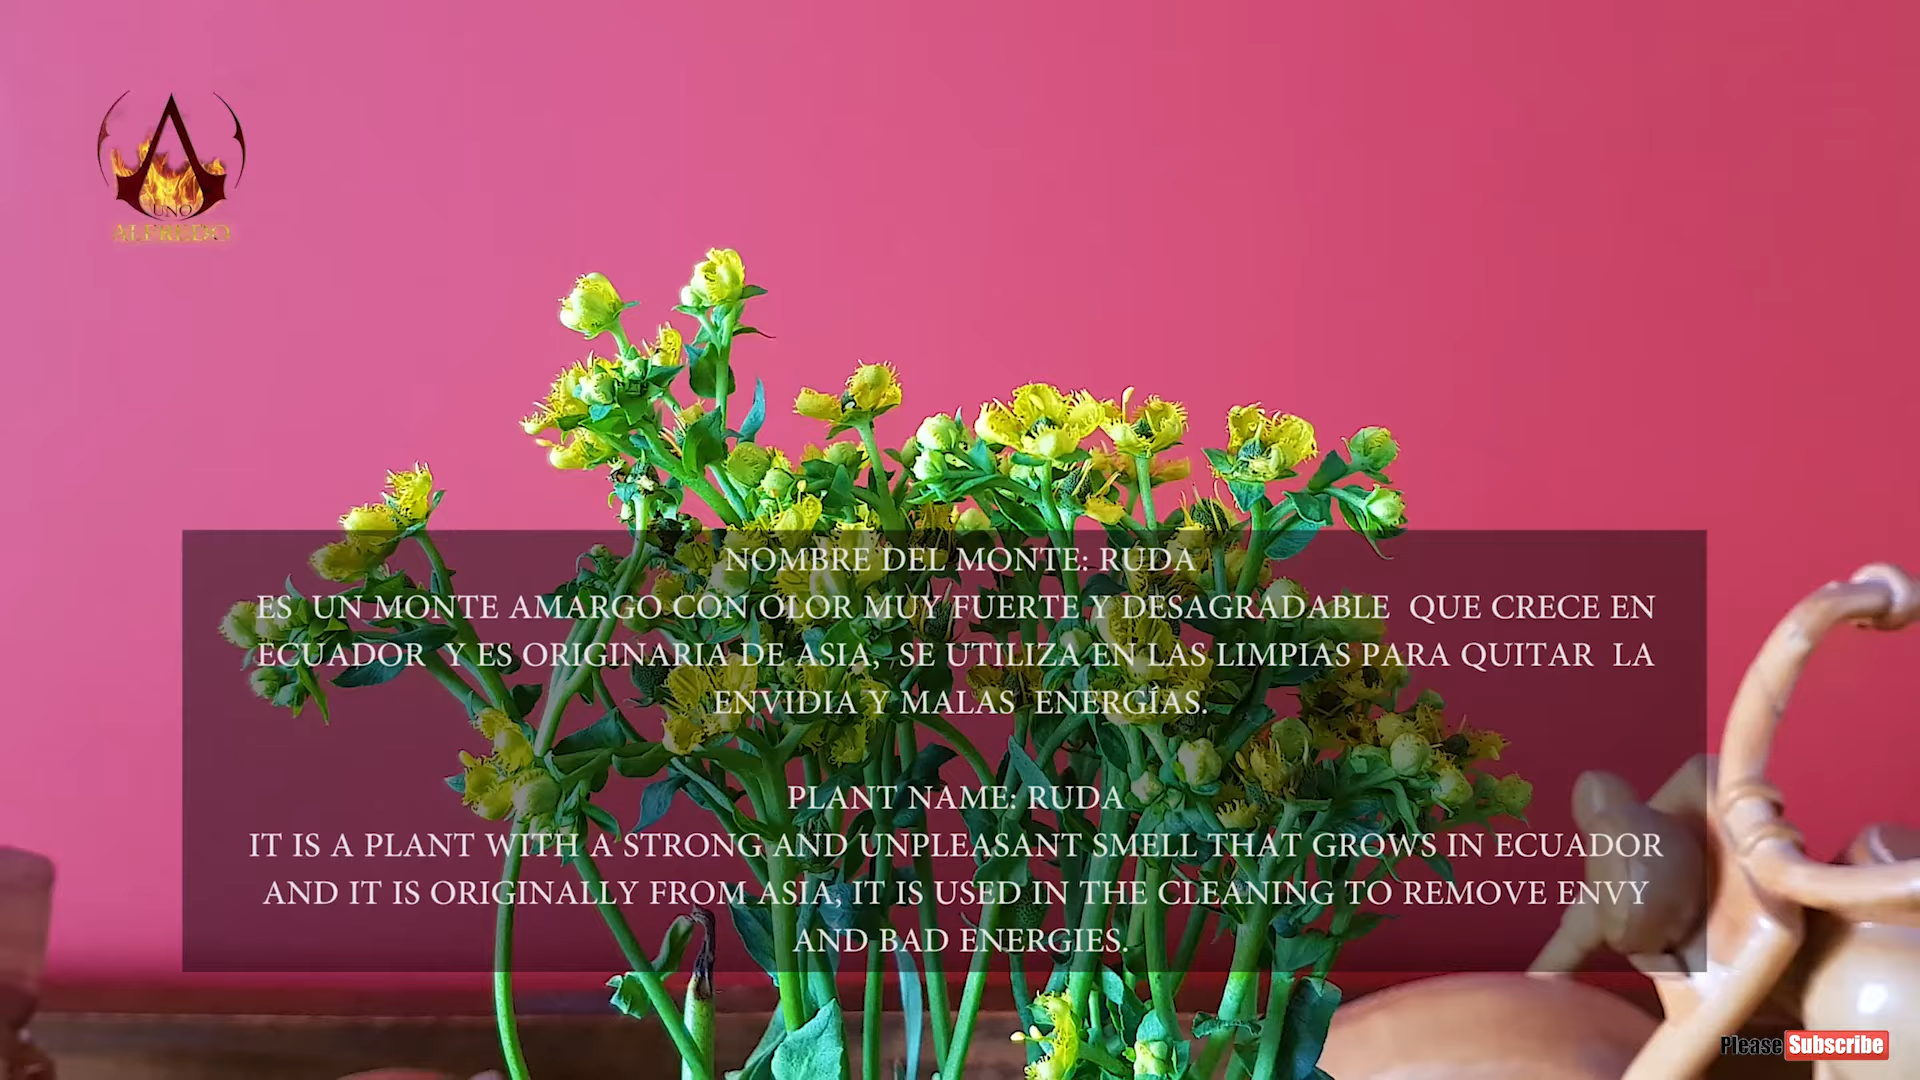 UNO
ALFREDO
NOMBRE DEL MONTE: RUDA
ES UN MONTE AMARGO CON OLOR MUY FUERTE Y DESAGRADABLE QUE CRECE EN
ECUADOR Y ES ORIGINARIA DE ASIA, SE UTILIZA EN LAS LIMPIAS PARA QUITAR LA
ENVIDIA Y MALAS ENERGÍAS.
PLANT NAME: RUDA
IT IS A PLANT WITH A STRONG AND UNPLEASANT SMELL THAT GROWS IN ECUADOR
AND IT IS ORIGINALLY FROM ASIA, IT IS USED IN THE CLEANING TO REMOVE ENVY
AND BAD ENERGIES.
Please Subscribe